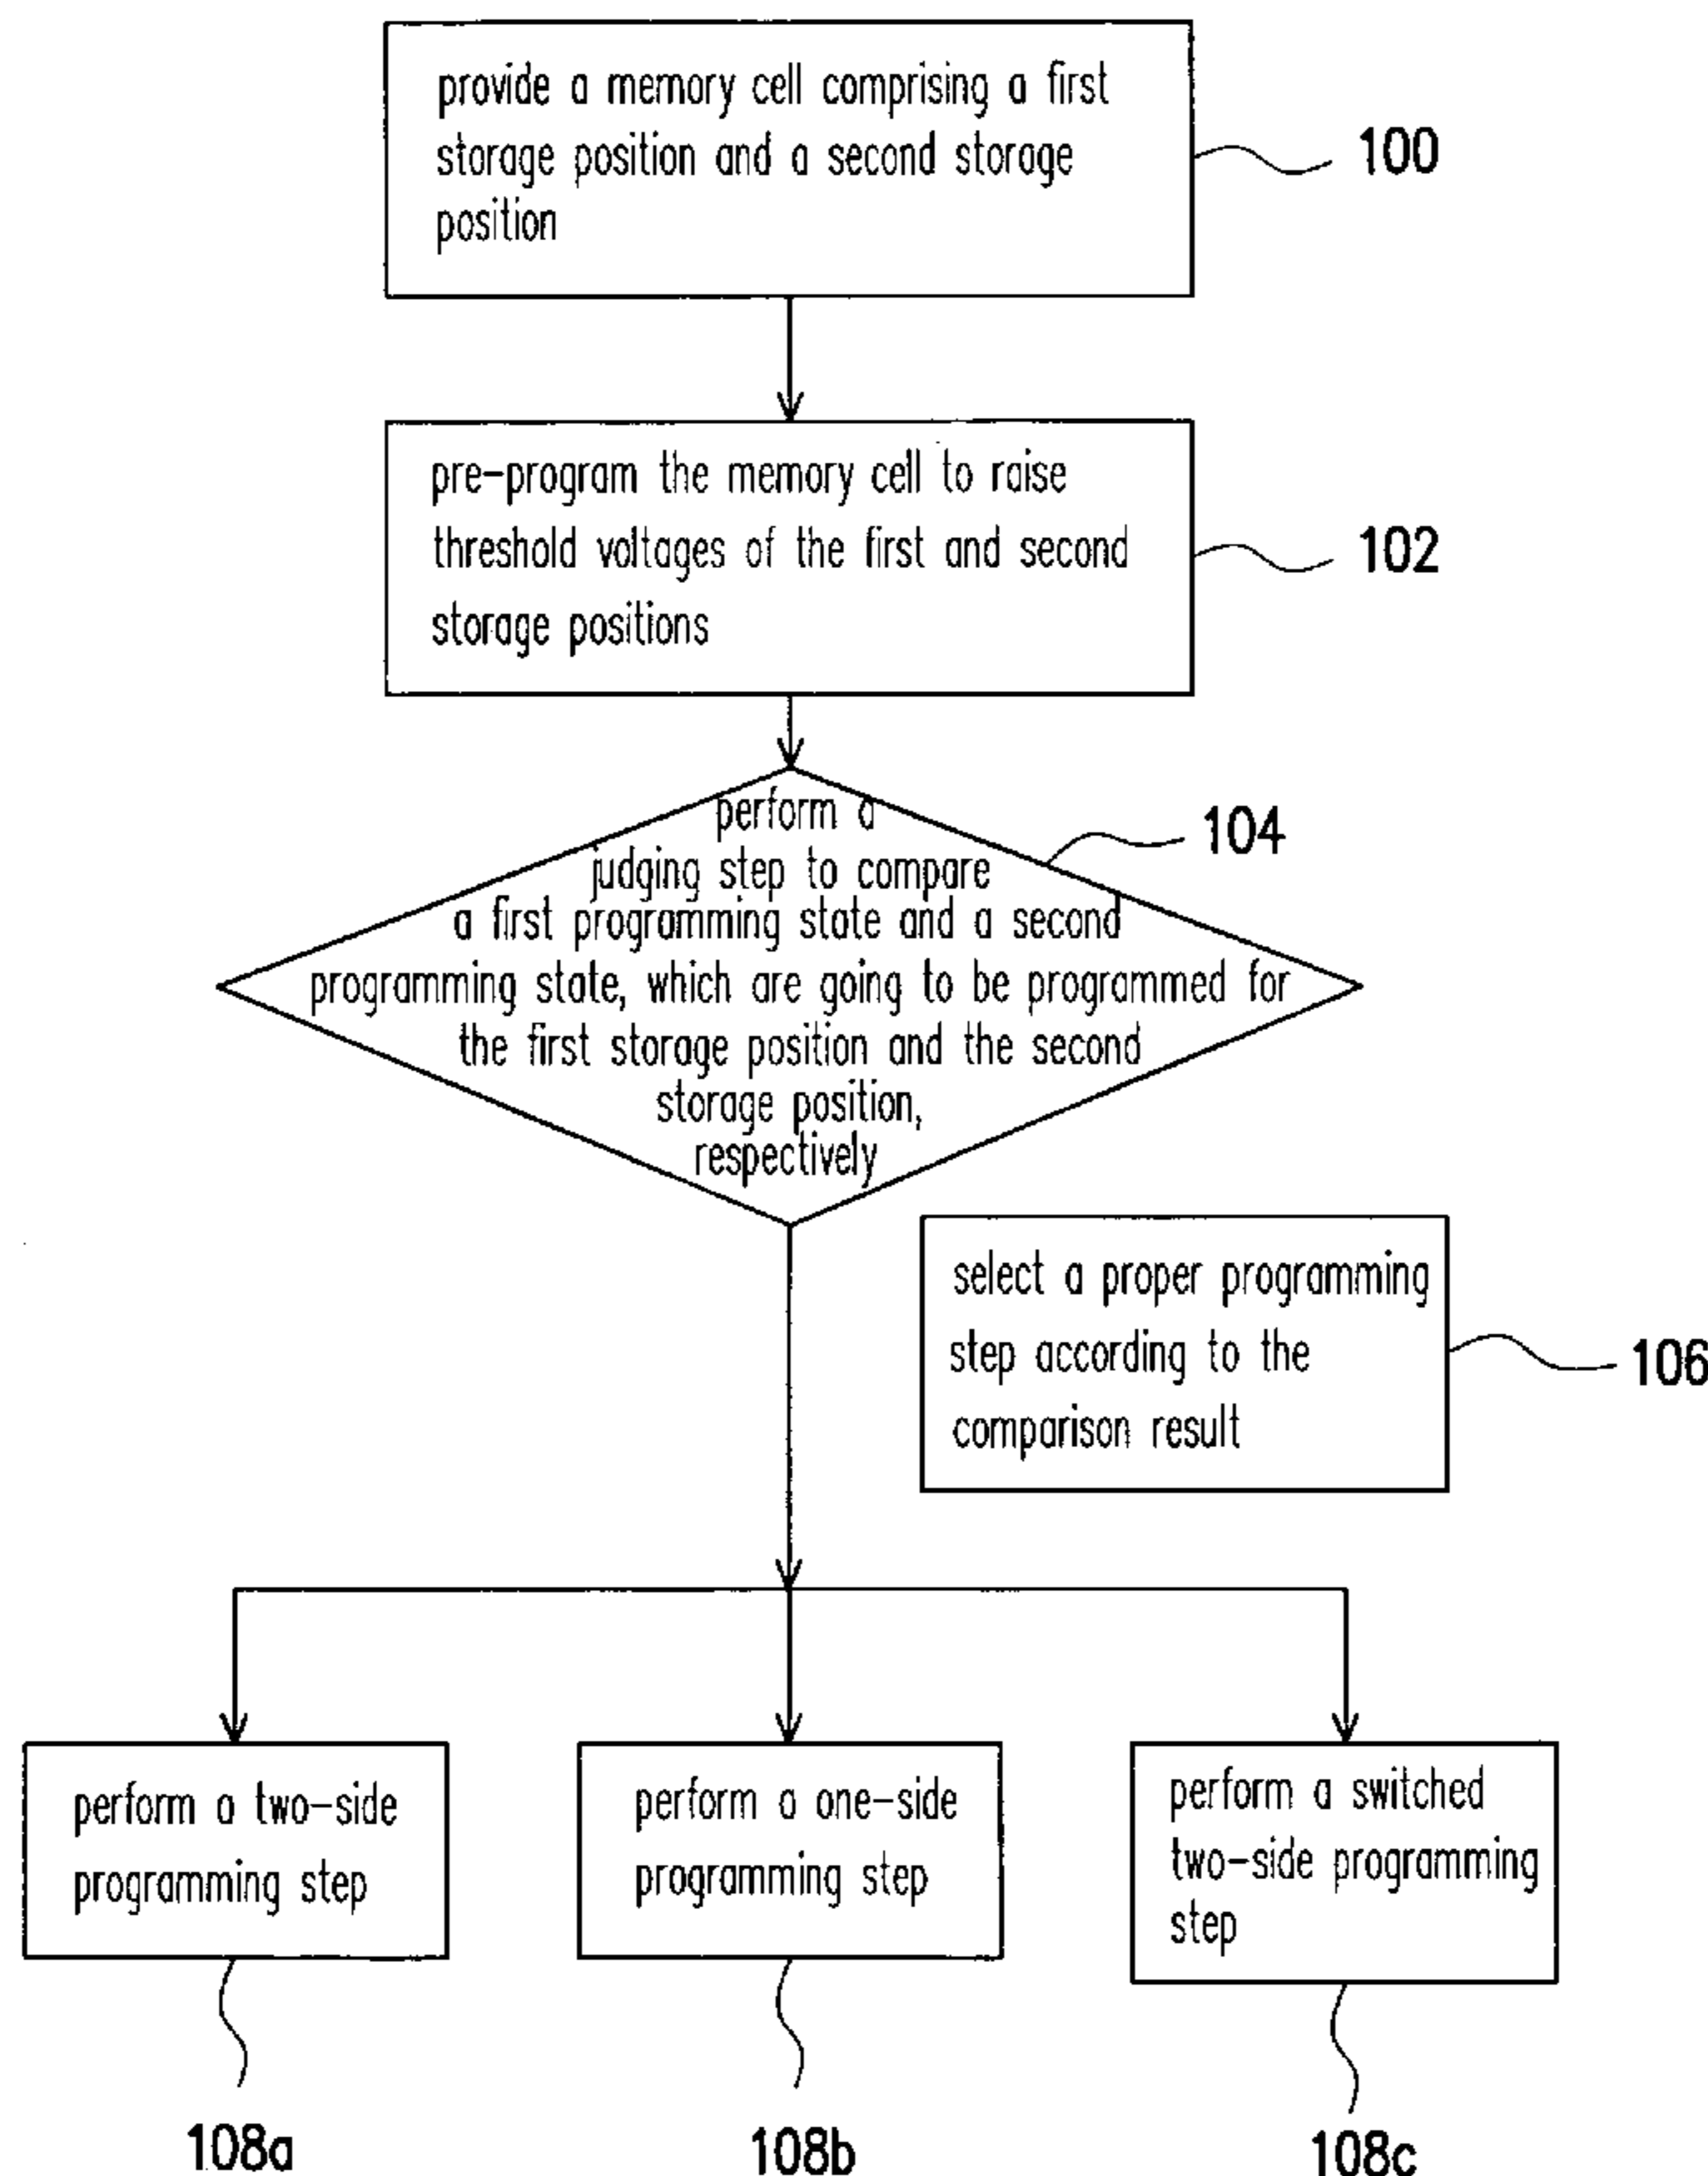 provide a memory cell comprising a first
storage position and a second storage
position
100
pre-program the memory cell to raise
threshold voltages of the first and second
storage positions
102
perform a
judging step to compare
a first programming state and a second
programming state, which are going to be programmed for
the first storage position and the second
storage position,
respectively
104
select a proper programming
step according to the
comparison result
106
perform a two-side
programming step
108a
perform a one-side
programming step
108b
perform a switched
two-side programming
step
108c